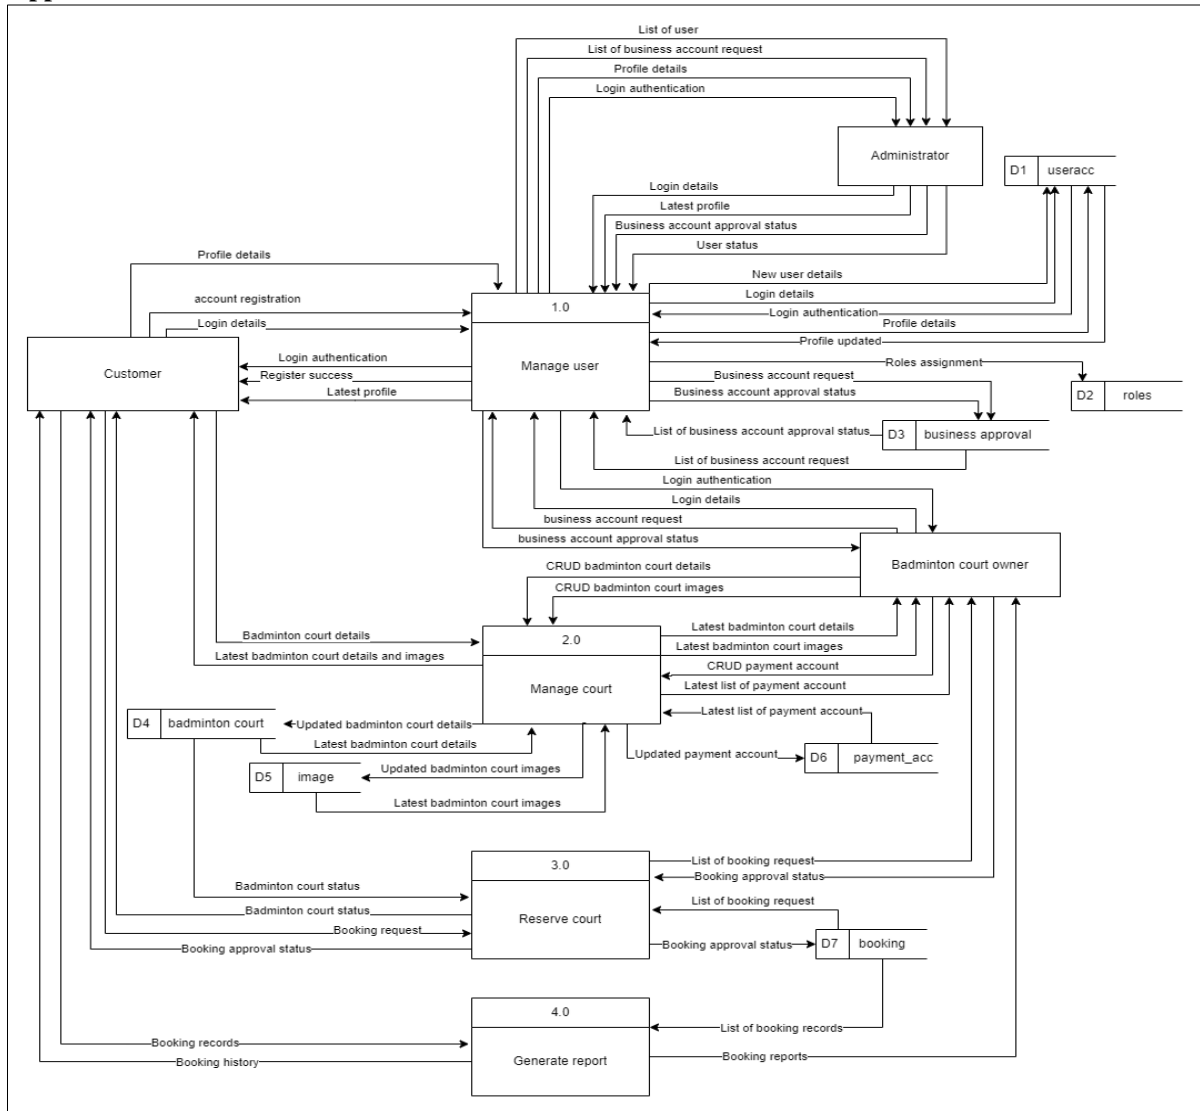 List of user
List of business account request
Profile details
Login authentication
Administrator
D1 useracc
Login details
Latest profile
Business account approval status
User status
Profile details
New user details
account registration
1.0
Login details
Login authentication
Login details
Profile details
Customer
Manage user
Profile updated
Login authentication
Roles assignment
Register success
Business account request
Latest profile
Business account approval status
D2 roles
List of business account approval status
D3 business approval
List of business account request
Login authentication
Login details
business account request
business account approval status
Badminton court owner
CRUD badminton court details
CRUD badminton court images
Badminton court details
2.0
Latest badminton court details
Latest badminton court details and images
Latest badminton court images
CRUD payment account
Manage court
Latest list of payment account
D4 badminton court
Updated badminton court details
Latest list of payment account
Latest badminton court details
Updated payment account
D6 payment_acc
D5 image
Updated badminton court images
Latest badminton court images
3.0
List of booking request
Booking approval status
Badminton court status
Badminton court status
List of booking request
Reserve court
Booking request
Booking approval status
Booking approval status
D7 booking
4.0
List of booking records
Booking records
Booking history
Generate report
Booking reports